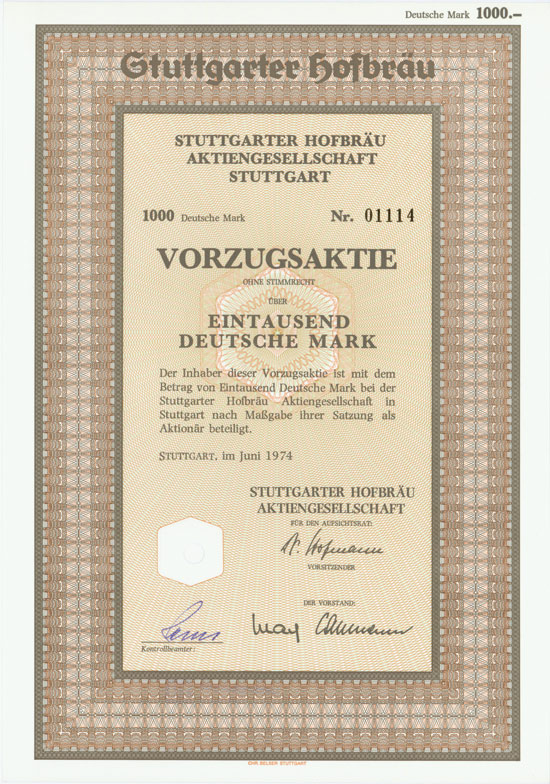 Deutsche Mark 1000.–
Stuttgarter Hofbräu
STUTTGARTER HOFBRÄU
AKTIENGESELLSCHAFT
STUTTGART
1000 Deutsche Mark Nr. 01114
VORZUGSAKTIE
OHNE STIMMRECHT
ÜBER
EINTAUSEND
DEUTSCHE MARK
Der Inhaber dieser Vorzugsaktie ist mit dem
Betrag von Eintausend Deutsche Mark bei der
Stuttgarter Hofbräu Aktiengesellschaft in
Stuttgart nach Maßgabe ihrer Satzung als
Aktionär beteiligt.
STUTTGART, im Juni 1974
STUTTGARTER HOFBRÄU
AKTIENGESELLSCHAFT
FÜR DEN AUFSICHTSRAT:
VORSITZENDER
DER VORSTAND:
Kontrollbeamter:
CHR BELSER STUTTGART